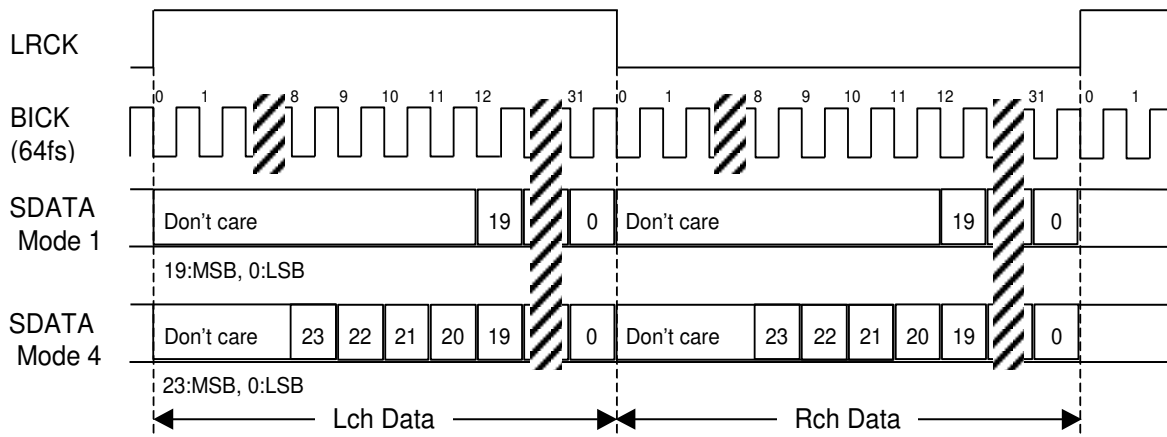 LRCK
0 1 8 9 10 11 12 31 0 1 8 9 10 11 12 31 0 1
BICK
(64fs)
SDATA
Mode 1
Don't care 19 0 Don't care 19 0
19:MSB, 0:LSB
SDATA
Mode 4
Don't care 23 22 21 20 19 0 Don't care 23 22 21 20 19 0
23:MSB, 0:LSB
Lch Data Rch Data